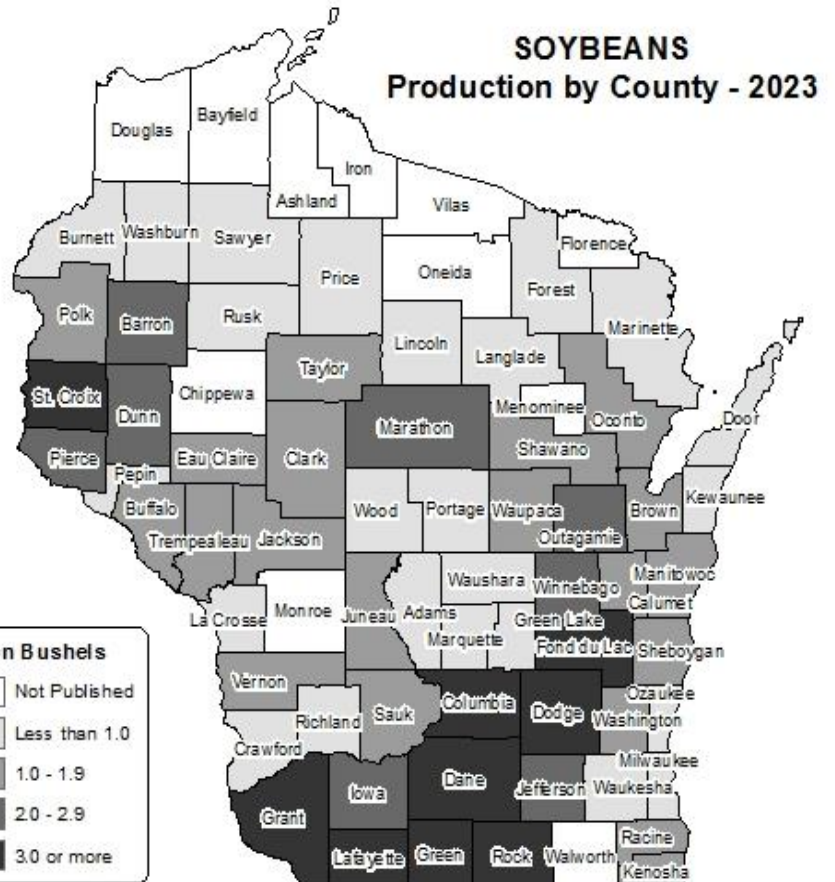 SOYBEANS
Production by County - 2023
Douglas
Bayfield
Ashland
Iron
Vilas
Florence
Burnett
Washburn
Sawyer
Price
Oneida
Forest
Marinette
Polk
Barron
Rusk
Lincoln
Langlade
Taylor
Chippewa
St. Croix
Dunn
Menominee
Oconto
Door
Marathon
Shawano
Pierce
Pepin
Eau Claire
Clark
Buffalo
Trempealeau
Jackson
Wood
Portage
Waupaca
Outagamie
Brown
Kewaunee
La Crosse
Monroe
Juneau
Adams
Waushara
Winnebago
Manitowoc
Calumet
Marquette
Green Lake
Fond du Lac
Sheboygan
Vernon
Richland
Sauk
Columbia
Dodge
Ozaukee
Washington
Crawford
Grant
Iowa
Dane
Jefferson
Milwaukee
Waukesha
Lafayette
Green
Rock
Walworth
Racine
Kenosha
n Bushels
Not Published
Less than 1.0
1.0 - 1.9
2.0 - 2.9
3.0 or more